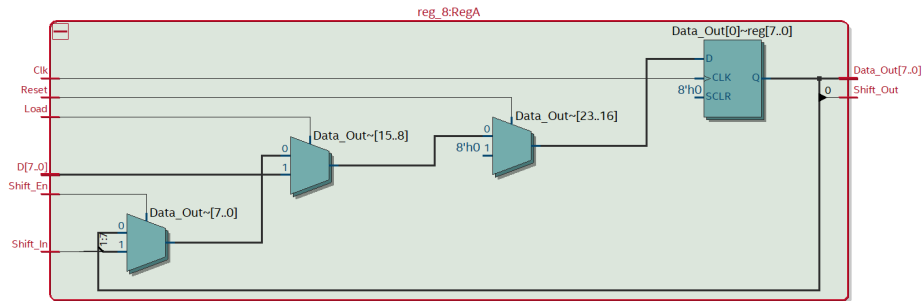 reg_8:RegA
Data_Out[0]~reg[7..0]
Clk
Reset
Load
D[7..0]
Shift_En
Shift_In
0
1
1:7
Data_Out~[7..0]
0
1
Data_Out~[15..8]
0
8'h0 1
Data_Out~[23..16]
D
>CLK
Q
8'h0 SCLR
Data_Out[7..0]
0
Shift_Out